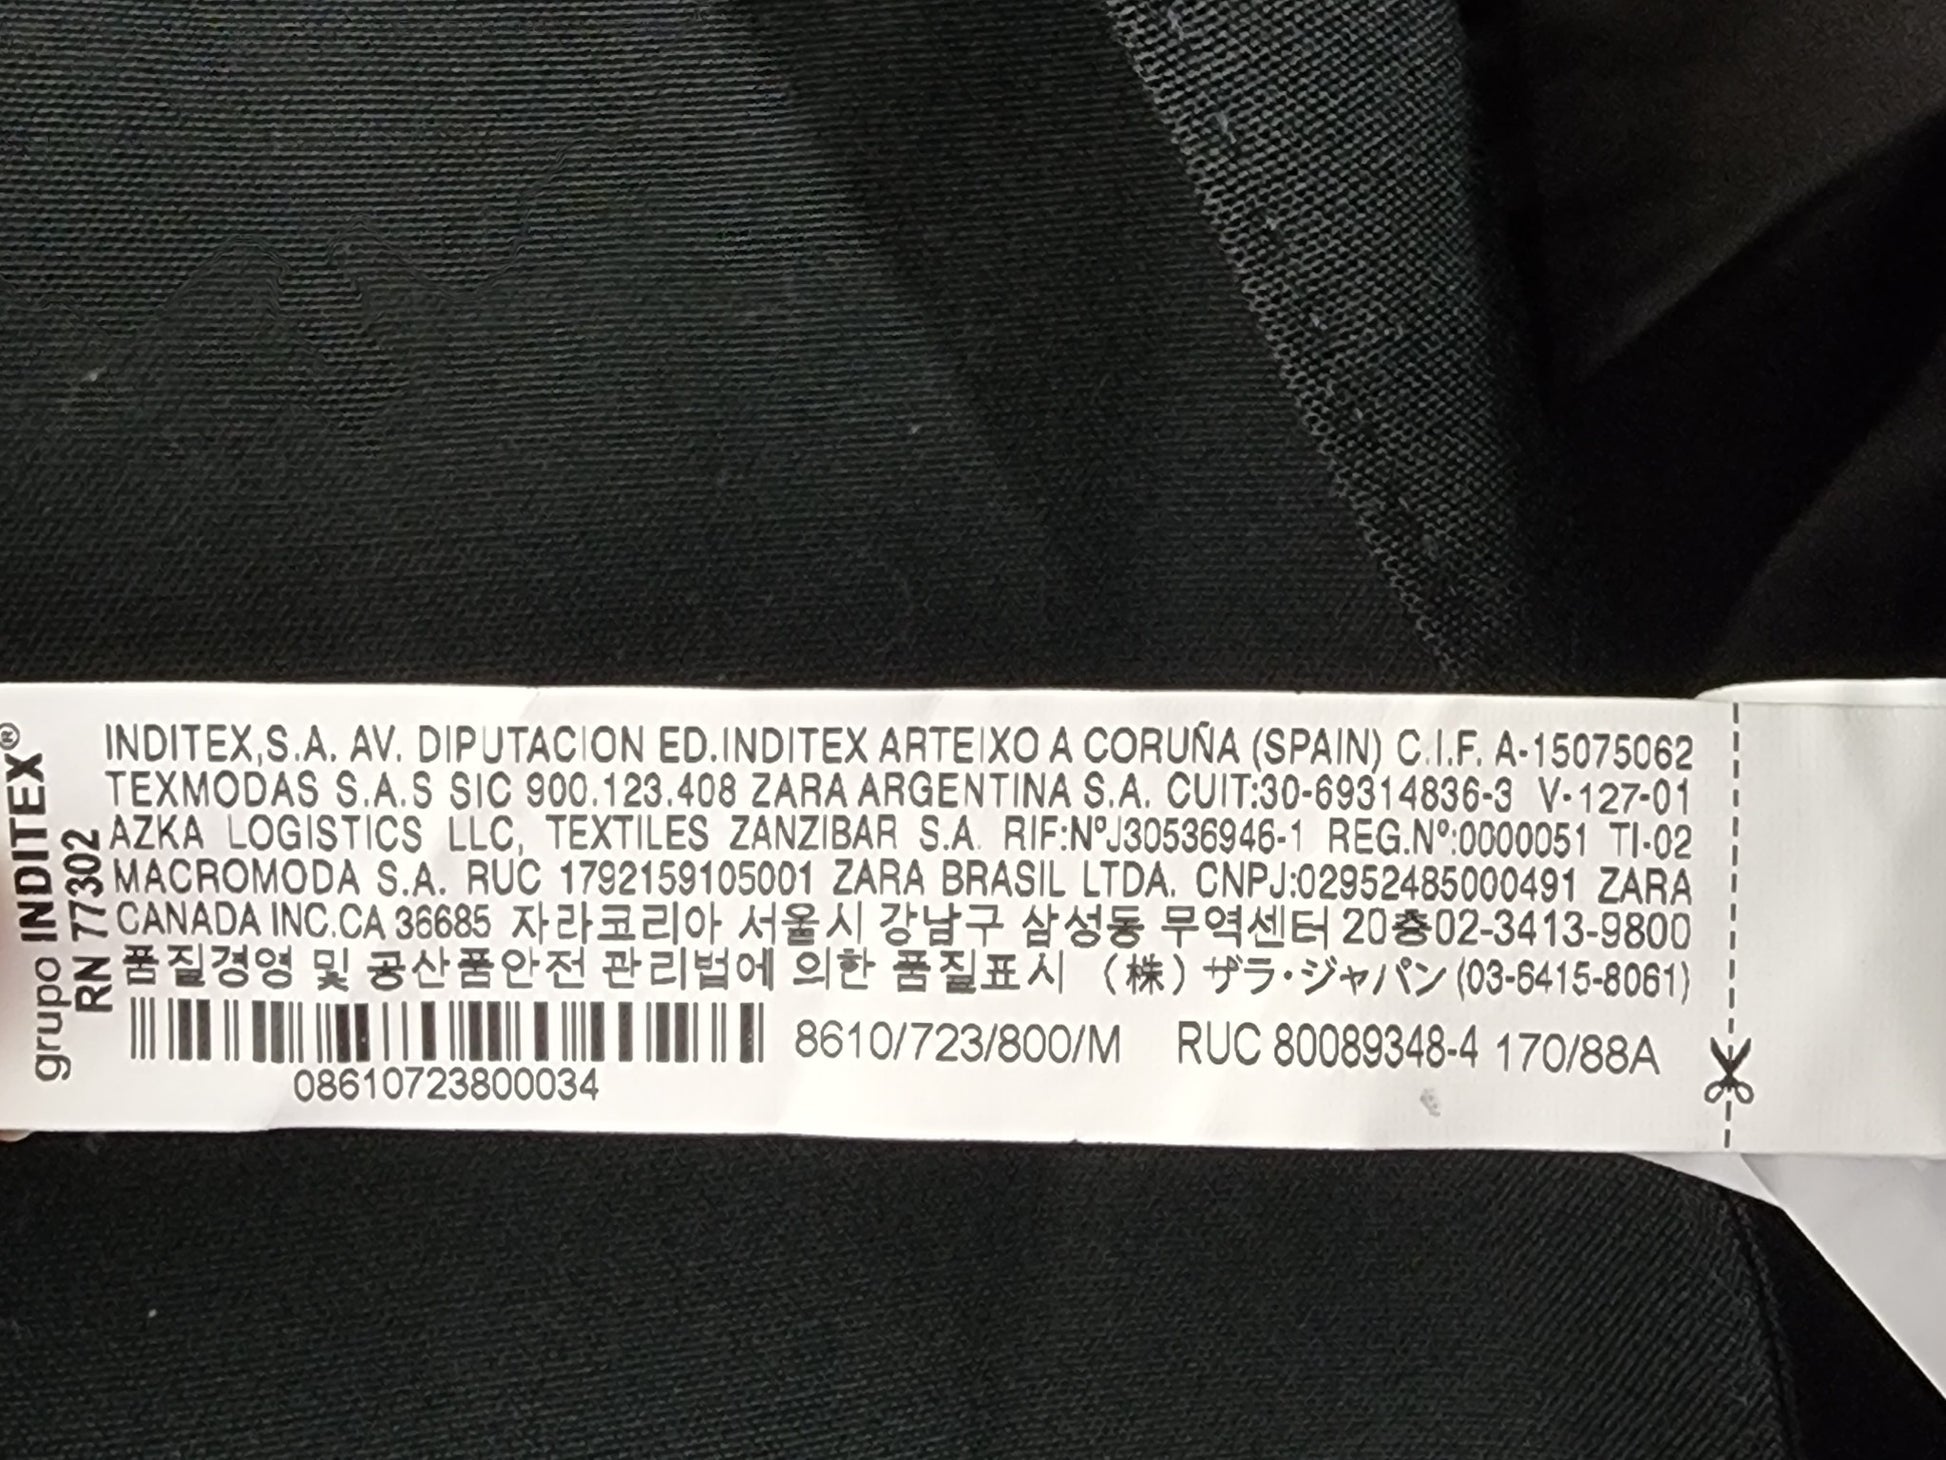 grupo INDITEX®
RN 77302
INDITEX,S.A. AV. DIPUTACION ED.INDITEX ARTEIXO A CORUÑA (SPAIN) C.I.F. A-15075062
TEXMODAS S.A.S SIC 900.123.408 ZARA ARGENTINA S.A. CUIT:30-69314836-3 V-127-01
AZKA LOGISTICS LLC, TEXTILES ZANZIBAR S.A. RIF:NºJ30536946-1 REG.Nº:0000051 TI-02
MACROMODA S.A. RUC 1792159105001 ZARA BRASIL LTDA. CNPJ:02952485000491 ZARA
CANADA INC.CA 36685 자라코리아 서울시 강남구 삼성동 무역센터 20층02-3413-9800
품질경영 및 공산품안전 관리법에 의한 품질표시 (株) ザラ・ジャパン (03-6415-8061)
8610/723/800/M RUC 80089348-4 170/88A
08610723800034